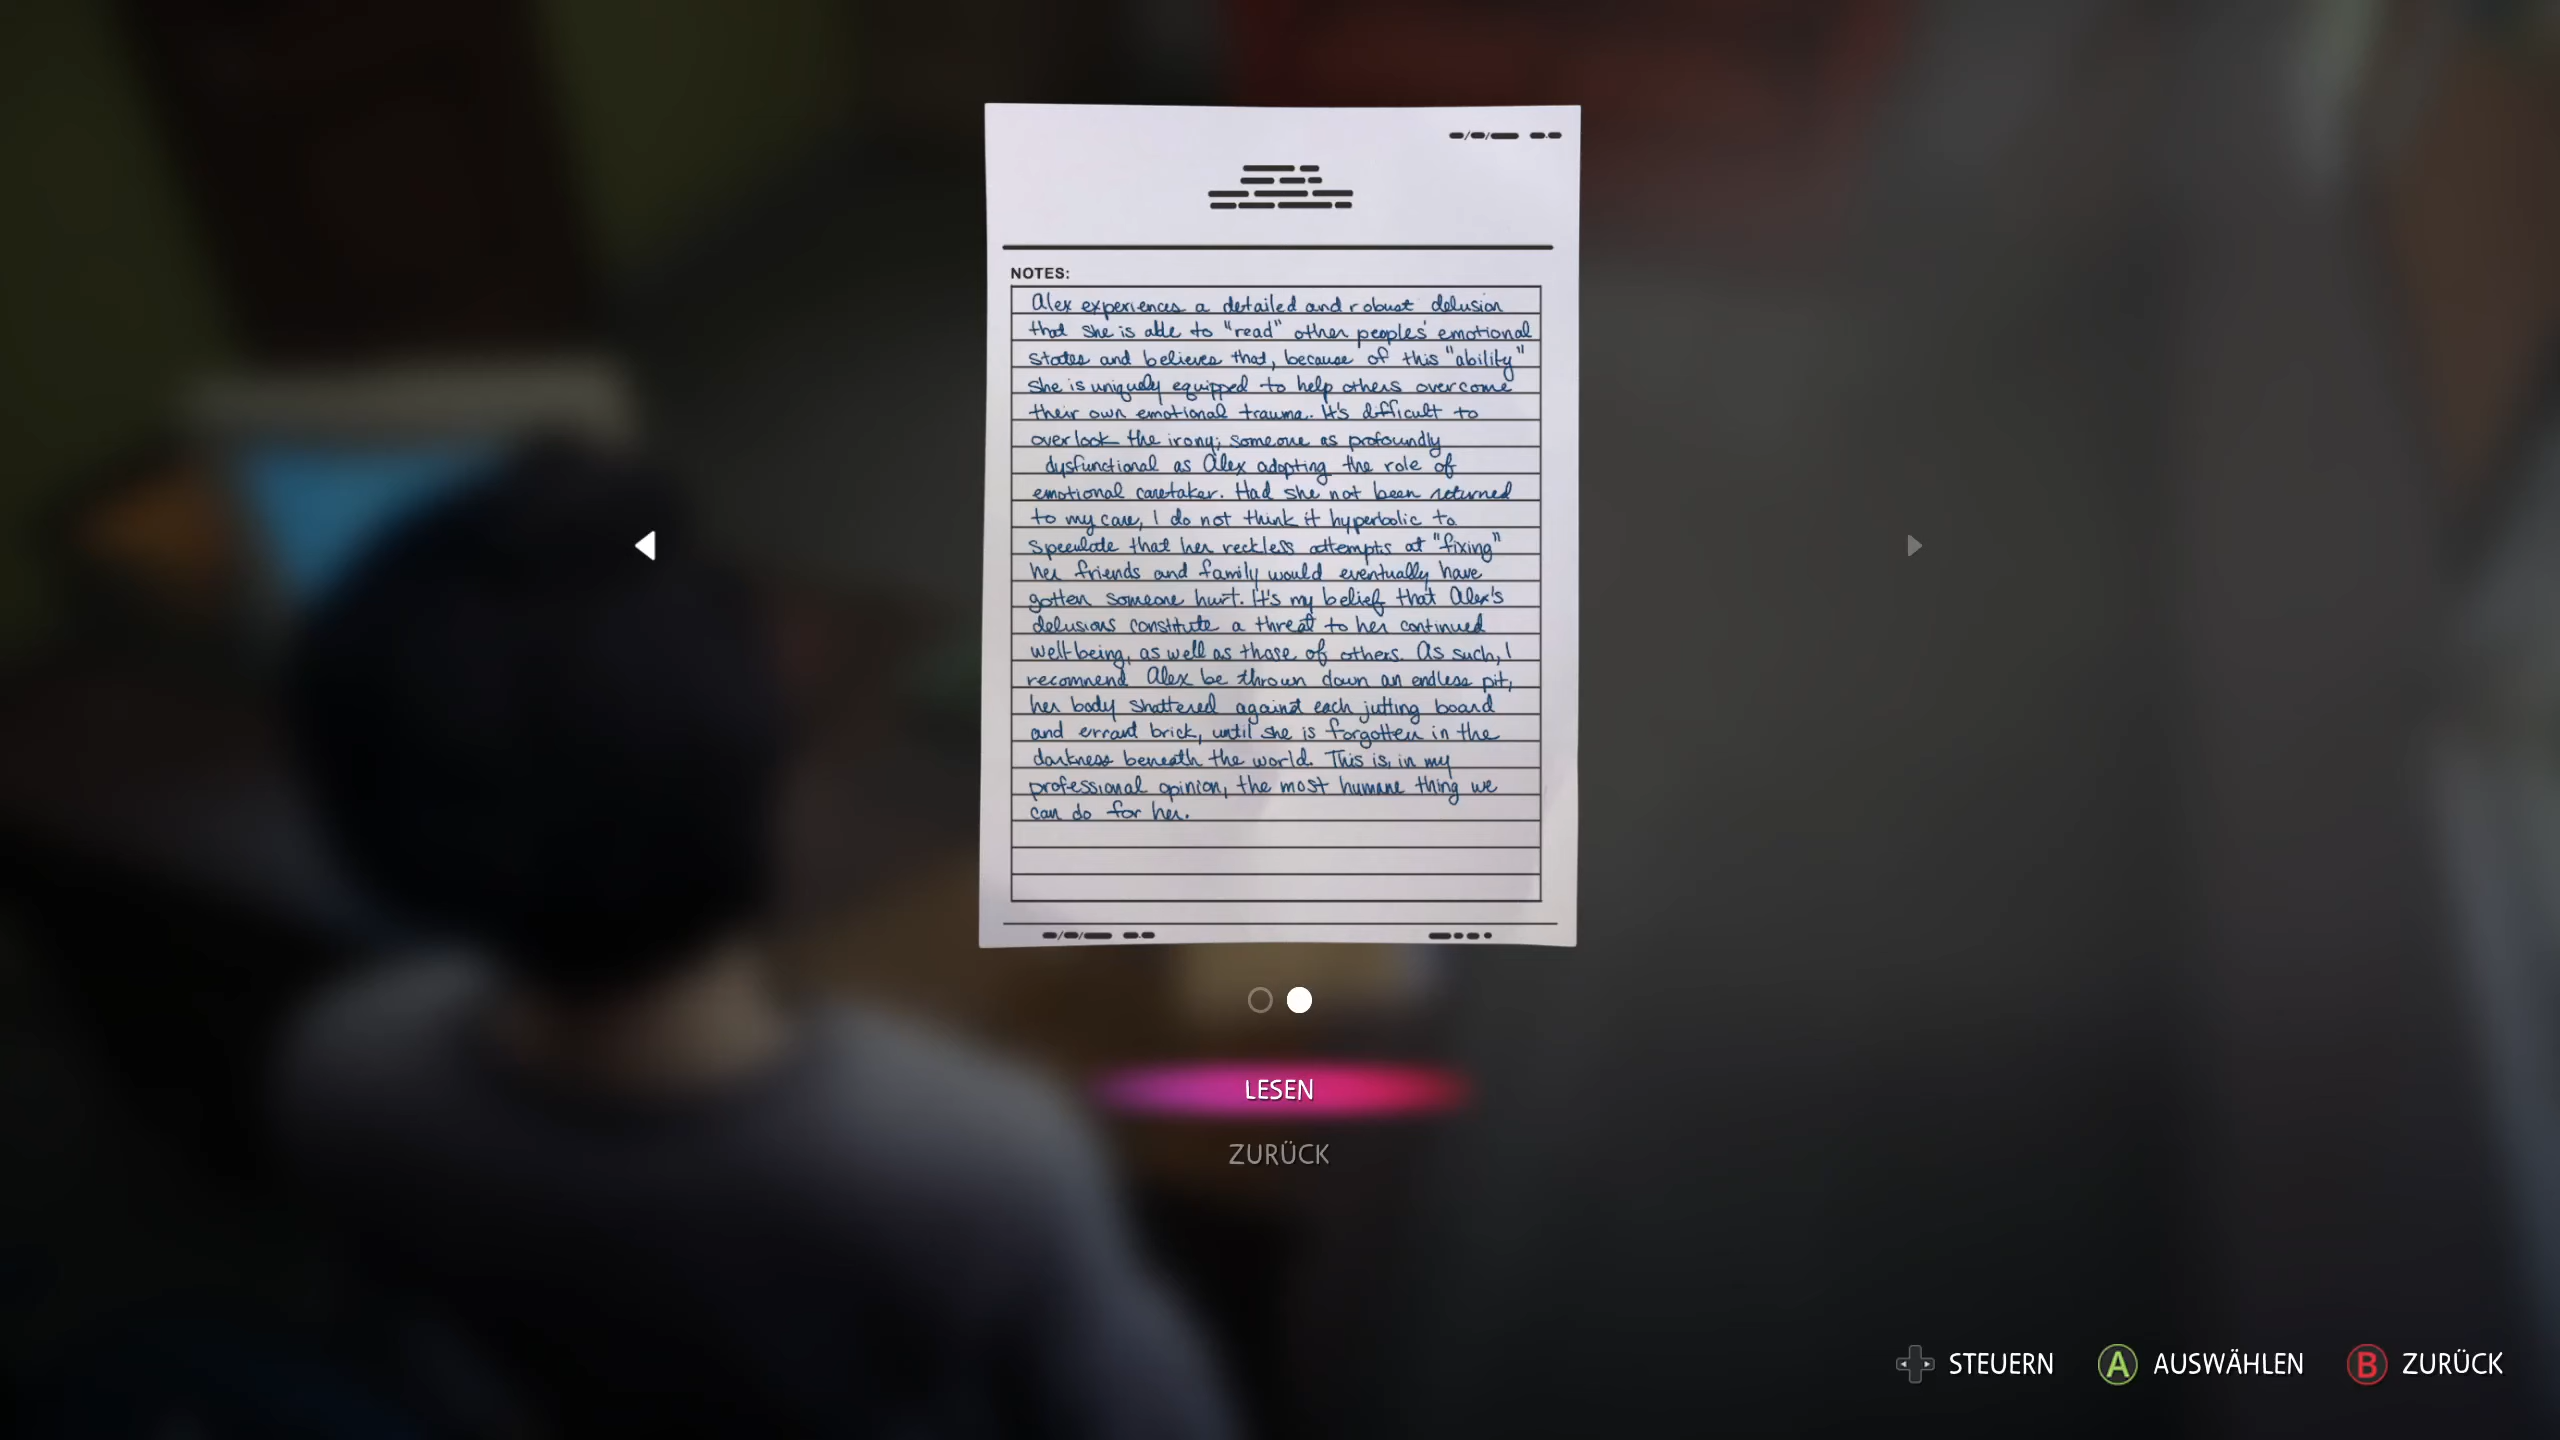 NOTES:
Alex experiences a detailed and robust delusion
that she is able to "read" other peoples' emotional
states and believes that, because of this "ability"
she is uniquely equipped to help others overcome
their own emotional trauma. It's difficult to
overlook the irony; someone as profoundly
dysfunctional as Alex adopting the role of
emotional caretaker. Had she not been returned
to my care, I do not think it hyperbolic to
speculate that her reckless attempts at "fixing"
her friends and family would eventually have
gotten someone hurt. It's my belief that Alex's
delusions constitute a threat to her continued
well-being, as well as those of others. As such, I
recommend Alex be thrown down an endless pit,
her body shattered against each jutting board
and errant brick, until she is forgotten in the
darkness beneath the world. This is, in my
professional opinion, the most humane thing we
can do for her.
LESEN
ZURÜCK
STEUERN A AUSWÄHLEN B ZURÜCK